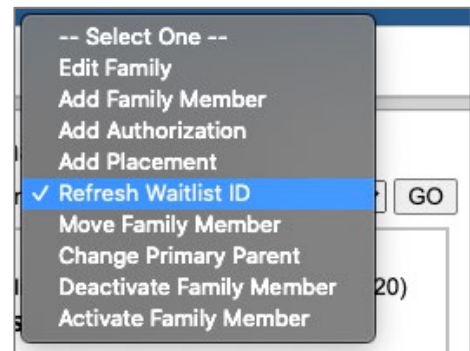 -- Select One --
Edit Family
Add Family Member
Add Authorization
Add Placement
✓ Refresh Waitlist ID
GO
Move Family Member
Change Primary Parent
Deactivate Family Member
20)
Activate Family Member